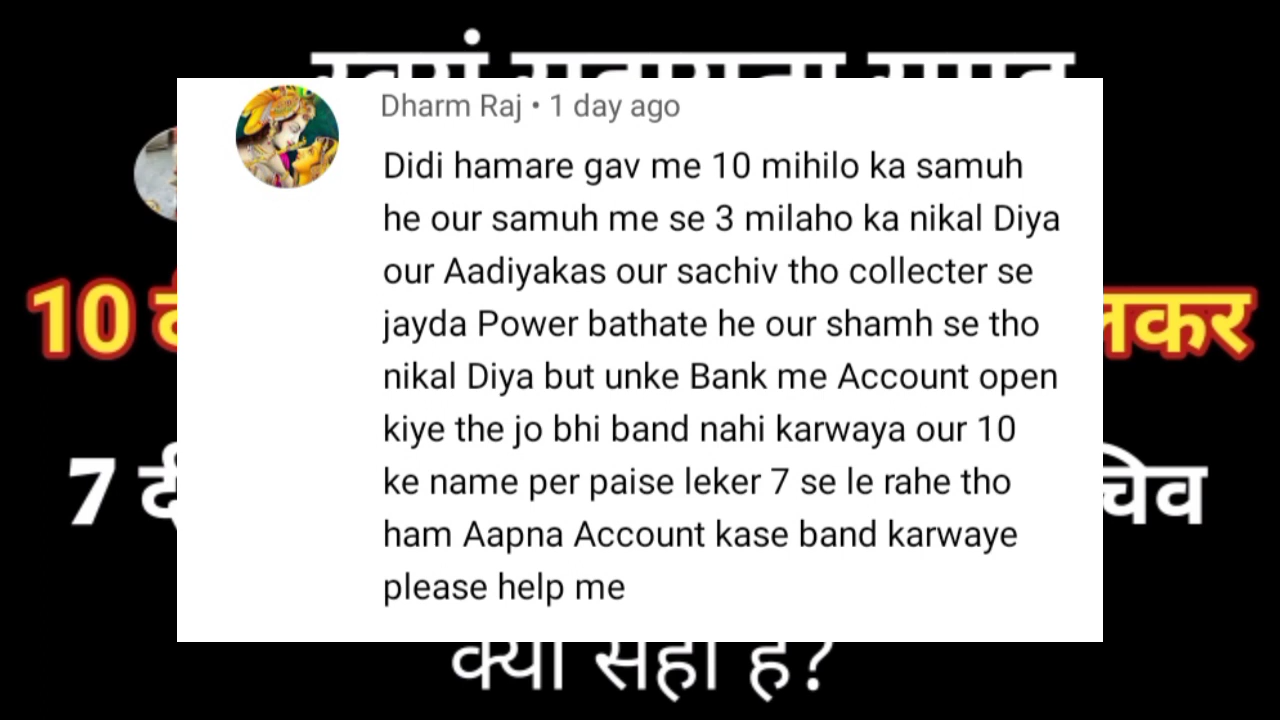 Dharm Raj • 1 day ago
Didi hamare gav me 10 mihilo ka samuh
he our samuh me se 3 milaho ka nikal Diya
our Aadiyakas our sachiv tho collecter se
jayda Power bathate he our shamh se tho
nikal Diya but unke Bank me Account open
kiye the jo bhi band nahi karwaya our 10
ke name per paise leker 7 se le rahe tho
ham Aapna Account kase band karwaye
please help me
10
7
क्या सही है?